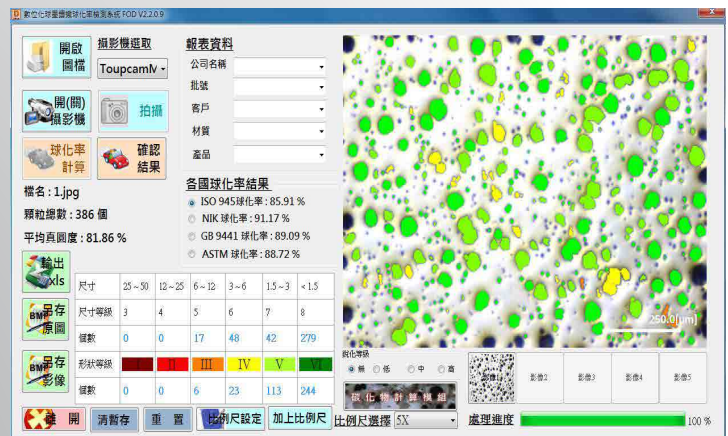 數位化球墨鑄鐵球化率檢測系統 FOD V2.2.0.9
開啟圖檔
攝影機選取
ToupcamM
開(關)攝影機
拍攝
球化率計算
確認結果
報表資料
公司名稱
批號
客戶
材質
產品
檔名 : 1.jpg
顆粒總數 : 386 個
平均真圓度 : 81.86 %
各國球化率結果
ISO 945球化率 : 85.91 %
NIK 球化率 : 91.17 %
GB 9441 球化率 : 89.09 %
ASTM 球化率 : 88.72 %
250.0[um]
輸出xls
BMP 另存原圖
BMP 另存影像
尺寸 25~50 12~25 6~12 3~6 1.5~3 <1.5
尺寸等級 3 4 5 6 7 8
個數 0 0 17 48 42 279
形狀等級 I II III IV V VI
個數 0 0 6 23 113 244
銳化等級
無 低 中 高
碳化物計算模組
影像1 影像2 影像3 影像4 影像5
離開 清暫存 重置 比例尺設定 加上比例尺 比例尺選擇 5X 處理進度 100 %